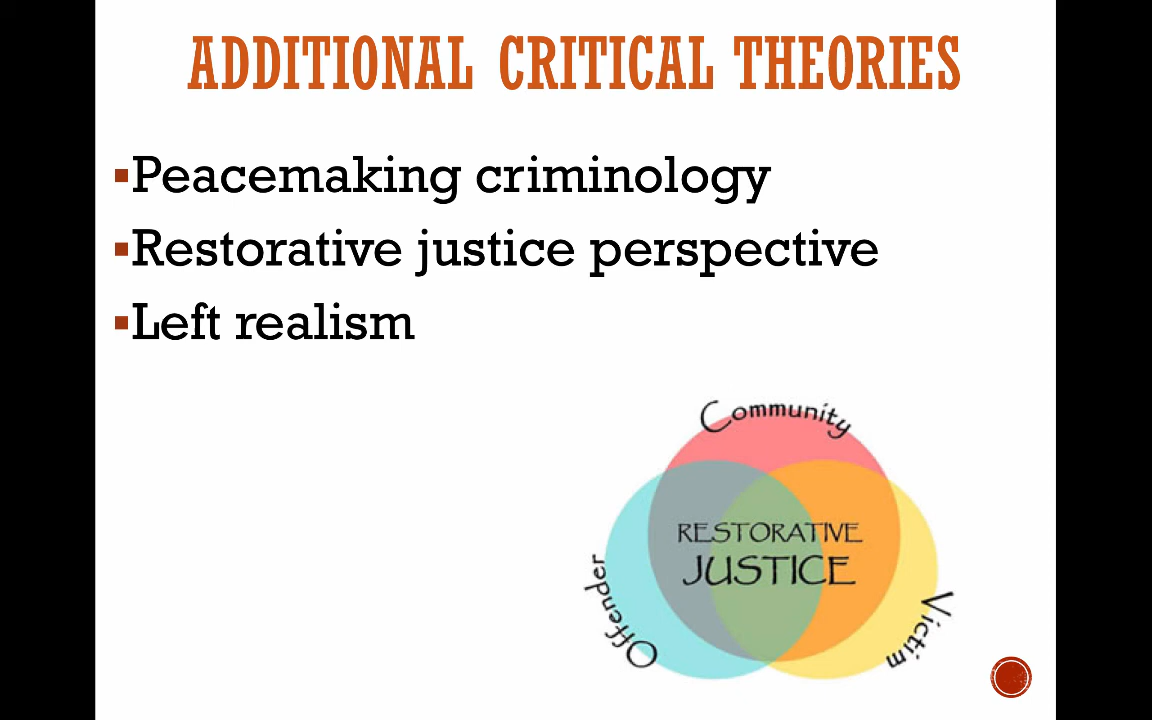 ADDITIONAL CRITICAL THEORIES
▪Peacemaking criminology
▪Restorative justice perspective
▪Left realism
Community
RESTORATIVE
JUSTICE
Offender
Victim